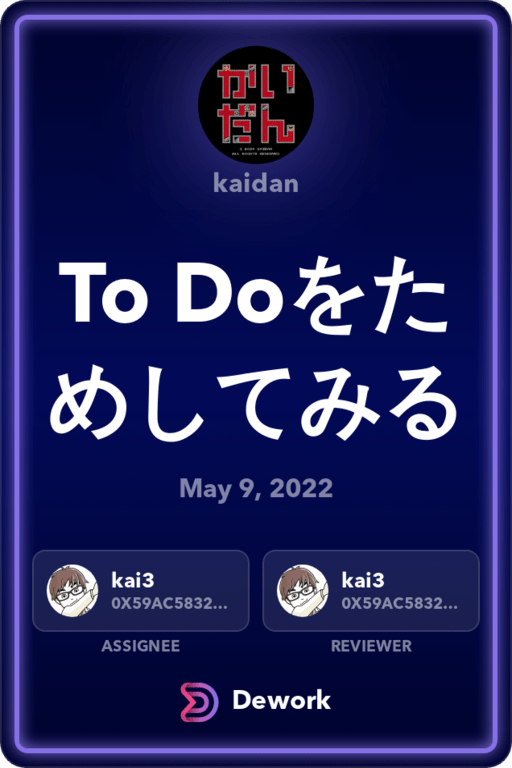 かい
だん
kaidan
To Doをた
めしてみる
May 9, 2022
kai3
0X59AC5832...
ASSIGNEE
kai3
0X59AC5832...
REVIEWER
Dework